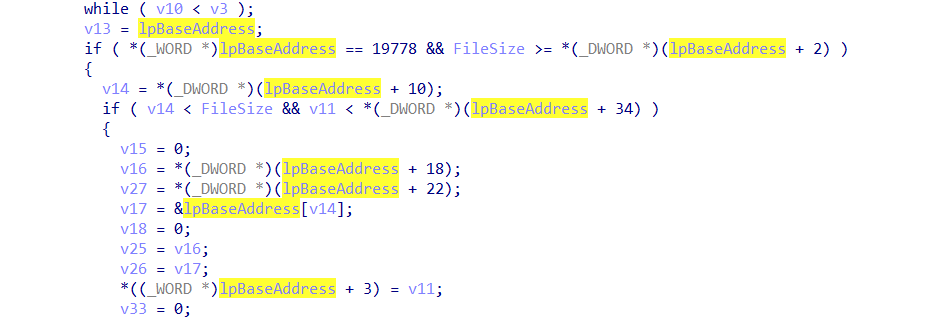 while ( v10 < v3 );
v13 = lpBaseAddress;
if ( *(_WORD *)lpBaseAddress == 19778 && FileSize >= *(_DWORD *)(lpBaseAddress + 2) )
{
v14 = *(_DWORD *)(lpBaseAddress + 10);
if ( v14 < FileSize && v11 < *(_DWORD *)(lpBaseAddress + 34) )
{
v15 = 0;
v16 = *(_DWORD *)(lpBaseAddress + 18);
v27 = *(_DWORD *)(lpBaseAddress + 22);
v17 = &lpBaseAddress[v14];
v18 = 0;
v25 = v16;
v26 = v17;
*((_WORD *)lpBaseAddress + 3) = v11;
v33 = 0;